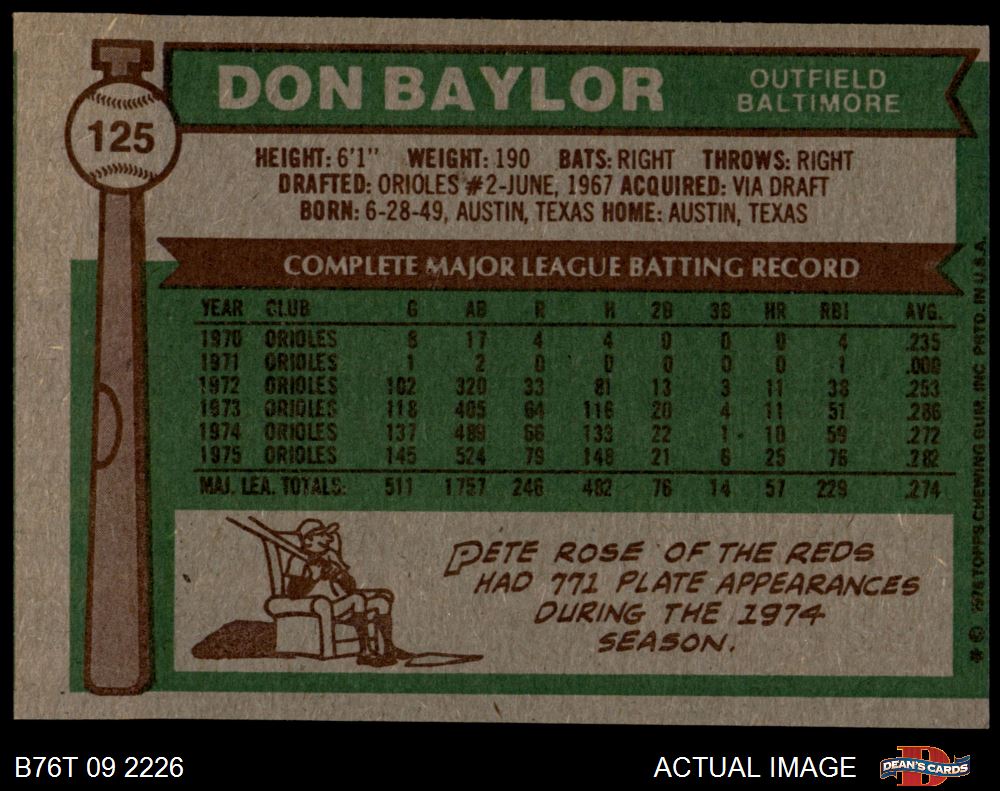 125
DON BAYLOR
OUTFIELD
BALTIMORE
HEIGHT: 6'1" WEIGHT: 190 BATS: RIGHT THROWS: RIGHT
DRAFTED: ORIOLES #2-JUNE, 1967 ACQUIRED: VIA DRAFT
BORN: 6-28-49, AUSTIN, TEXAS HOME: AUSTIN, TEXAS
COMPLETE MAJOR LEAGUE BATTING RECORD
YEAR CLUB G AB R H 2B 3B HR RBI AVG.
1970 ORIOLES 8 17 4 4 0 0 0 4 .235
1971 ORIOLES 1 2 0 0 0 0 0 1 .000
1972 ORIOLES 102 320 33 81 13 3 11 38 .253
1973 ORIOLES 118 405 64 116 20 4 11 51 .286
1974 ORIOLES 137 489 66 133 22 1 10 59 .272
1975 ORIOLES 145 524 79 148 21 6 25 76 .282
MAJ. LEA. TOTALS: 511 1757 246 482 76 14 57 229 .274
PETE ROSE OF THE REDS
HAD 771 PLATE APPEARANCES
DURING THE 1974
SEASON.
* © 1976 TOPPS CHEWING GUM, INC. PRTD. IN U.S.A.
B76T 09 2226
ACTUAL IMAGE
DEAN'S CARDS